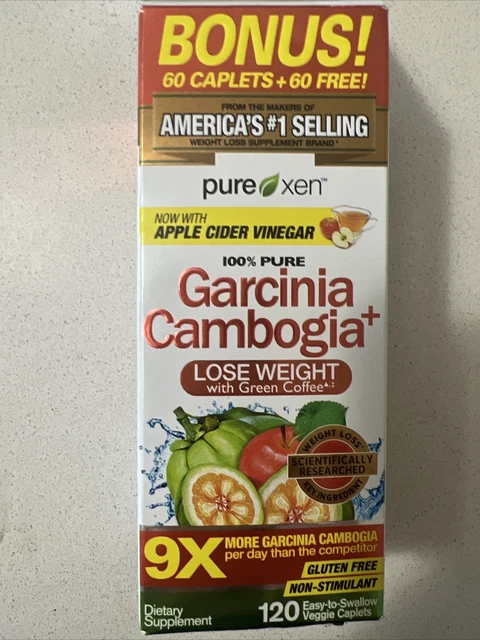 BONUS!
60 CAPLETS + 60 FREE!
FROM THE MAKERS OF
AMERICA'S #1 SELLING
WEIGHT LOSS SUPPLEMENT BRAND*
pure xen™
NOW WITH
APPLE CIDER VINEGAR
100% PURE
Garcinia
Cambogia+
LOSE WEIGHT
with Green Coffee▲,‡
WEIGHT LOSS
SCIENTIFICALLY
RESEARCHED
KEY INGREDIENT
9X
MORE GARCINIA CAMBOGIA
per day than the competitor
GLUTEN FREE
NON-STIMULANT
Dietary
Supplement
120
Easy-to-Swallow
Veggie Caplets